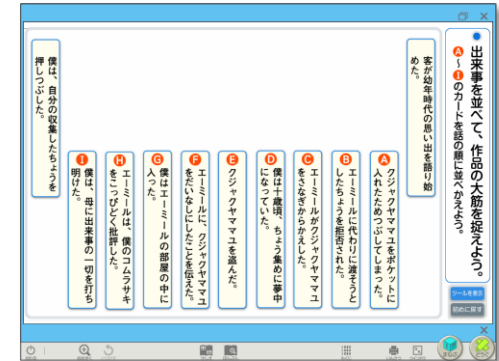 出来事を並べて、作品の大筋を捉えよう。
A～Iのカードを話の順に並べかえよう。
客が幼年時代の思い出を語り始
めた。
A
クジャクヤママユをポケットに
入れたためつぶしてしまった。
B
エーミールに代わりに渡そうと
したちょうを拒否された。
C
エーミールがクジャクヤママユ
をさなぎからかえした。
D
僕は十歳頃、ちょう集めに夢中
になっていた。
E
クジャクヤママユを盗んだ。
F
エーミールに、クジャクヤママユ
をだいなしにしたことを伝えた。
G
僕はエーミールの部屋の中に
入った。
H
エーミールは、僕のコムラサキ
をこっぴどく批評した。
I
僕は、母に出来事の一切を打ち
明けた。
僕は、自分の収集したちょうを
押しつぶした。
ツールを表示
初めに戻す